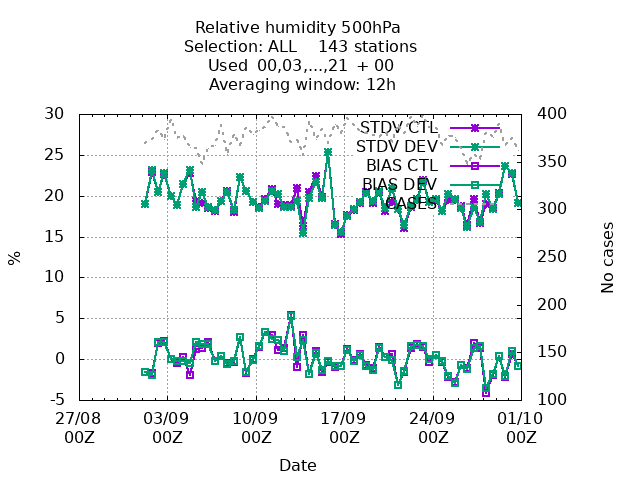 Relative humidity 500hPa
Selection: ALL    143 stations
Used  00,03,...,21  + 00
Averaging window: 12h
30 400
STDV CTL
STDV DEV
25 350
BIAS CTL
BIAS DEV
20 300
CASES
15 250
10 200
5 150
0
-5 100
%
No cases
27/08 03/09 10/09 17/09 24/09 01/10
00Z 00Z 00Z 00Z 00Z 00Z
Date